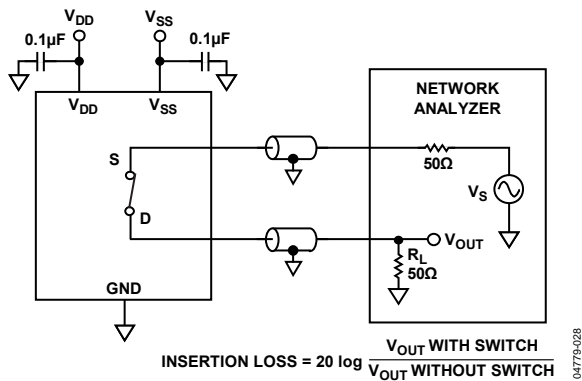 V_DD V_SS
0.1µF 0.1µF
V_DD V_SS
NETWORK
ANALYZER
S
50Ω
V_S
D
V_OUT
R_L
50Ω
GND
INSERTION LOSS = 20 log V_OUT WITH SWITCH
V_OUT WITHOUT SWITCH
04779-028